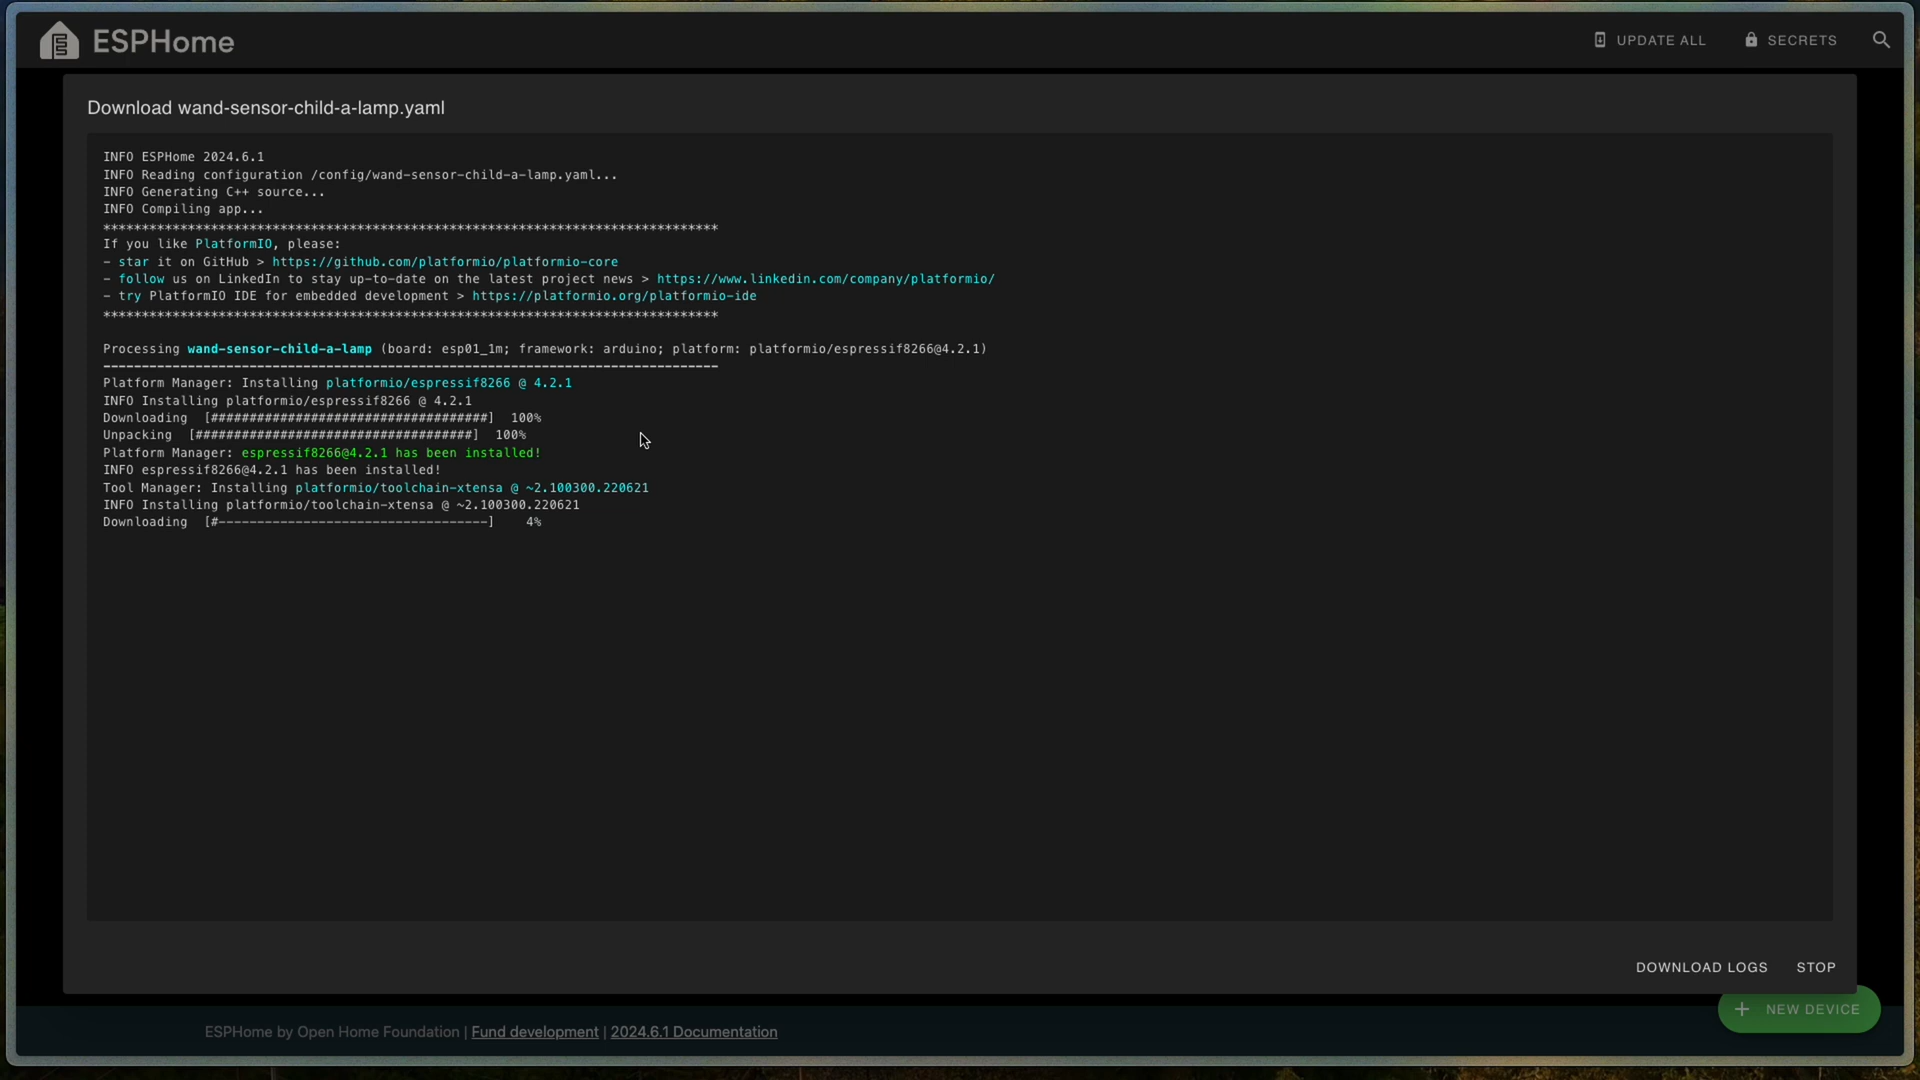 ESPHome
UPDATE ALL
SECRETS
Download wand-sensor-child-a-lamp.yaml
INFO ESPHome 2024.6.1
INFO Reading configuration /config/wand-sensor-child-a-lamp.yaml...
INFO Generating C++ source...
INFO Compiling app...
********************************************************************************
If you like PlatformIO, please:
- star it on GitHub > https://github.com/platformio/platformio-core
- follow us on LinkedIn to stay up-to-date on the latest project news > https://www.linkedin.com/company/platformio/
- try PlatformIO IDE for embedded development > https://platformio.org/platformio-ide
********************************************************************************
Processing wand-sensor-child-a-lamp (board: esp01_1m; framework: arduino; platform: platformio/espressif8266@4.2.1)
--------------------------------------------------------------------------------
Platform Manager: Installing platformio/espressif8266 @ 4.2.1
INFO Installing platformio/espressif8266 @ 4.2.1
Downloading  [####################################]  100%
Unpacking  [####################################]  100%
Platform Manager: espressif8266@4.2.1 has been installed!
INFO espressif8266@4.2.1 has been installed!
Tool Manager: Installing platformio/toolchain-xtensa @ ~2.100300.220621
INFO Installing platformio/toolchain-xtensa @ ~2.100300.220621
Downloading  [#-----------------------------------]    4%
DOWNLOAD LOGS
STOP
NEW DEVICE
ESPHome by Open Home Foundation | Fund development | 2024.6.1 Documentation